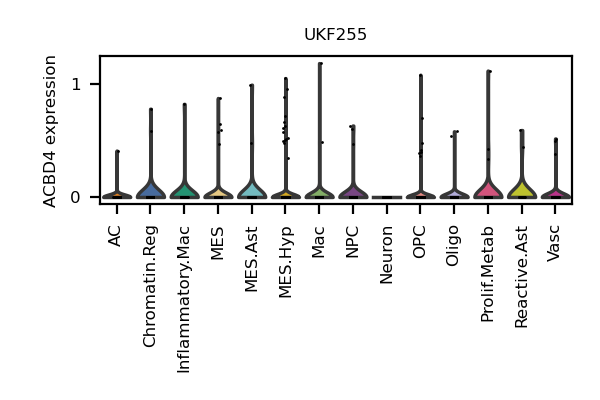 UKF255
ACBD4 expression
1
0
AC
Chromatin.Reg
Inflammatory.Mac
MES
MES.Ast
MES.Hyp
Mac
NPC
Neuron
OPC
Oligo
Prolif.Metab
Reactive.Ast
Vasc